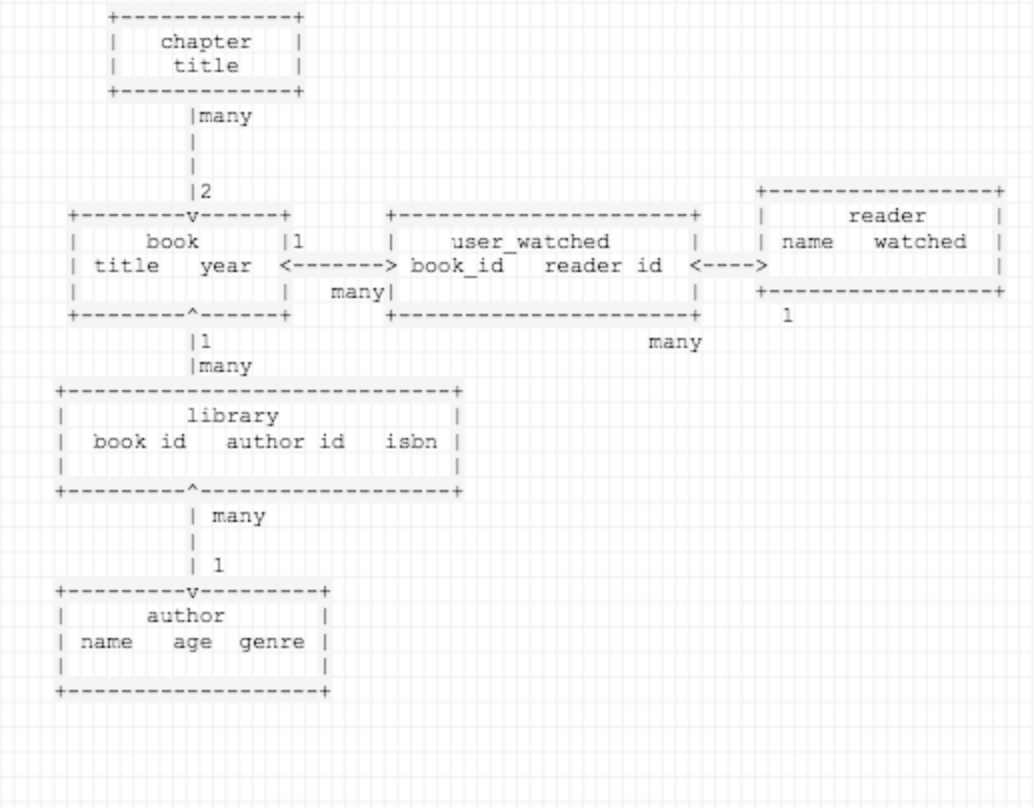 +-------------+
|   chapter   |
|    title    |
+-------------+
|many
|
|
|2
+-----------------+
+--------v------+ +----------------------+ | reader |
| book |1 | user_watched | | name watched |
| title year <-------> book_id reader id <----> |
| | many| | +-----------------+
+--------^------+ +----------------------+ 1
|1 many
|many
+----------------------------+
| library |
| book id author id isbn |
| |
+---------^------------------+
| many
|
| 1
+---------v---------+
| author |
| name age genre |
| |
+-------------------+